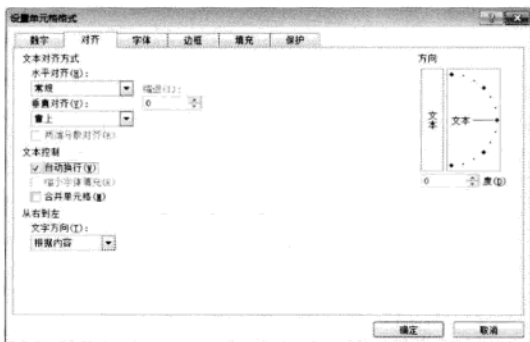 设置单元格格式
数字 对齐 字体 边框 填充 保护
文本对齐方式
水平对齐(H):
常规
缩进(I):
0
垂直对齐(V):
靠上
两端分散对齐(E)
文本控制
自动换行(W)
缩小字体填充(K)
合并单元格(M)
从右到左
文字方向(T):
根据内容
方向
文本
文本
0 度(D)
确定 取消